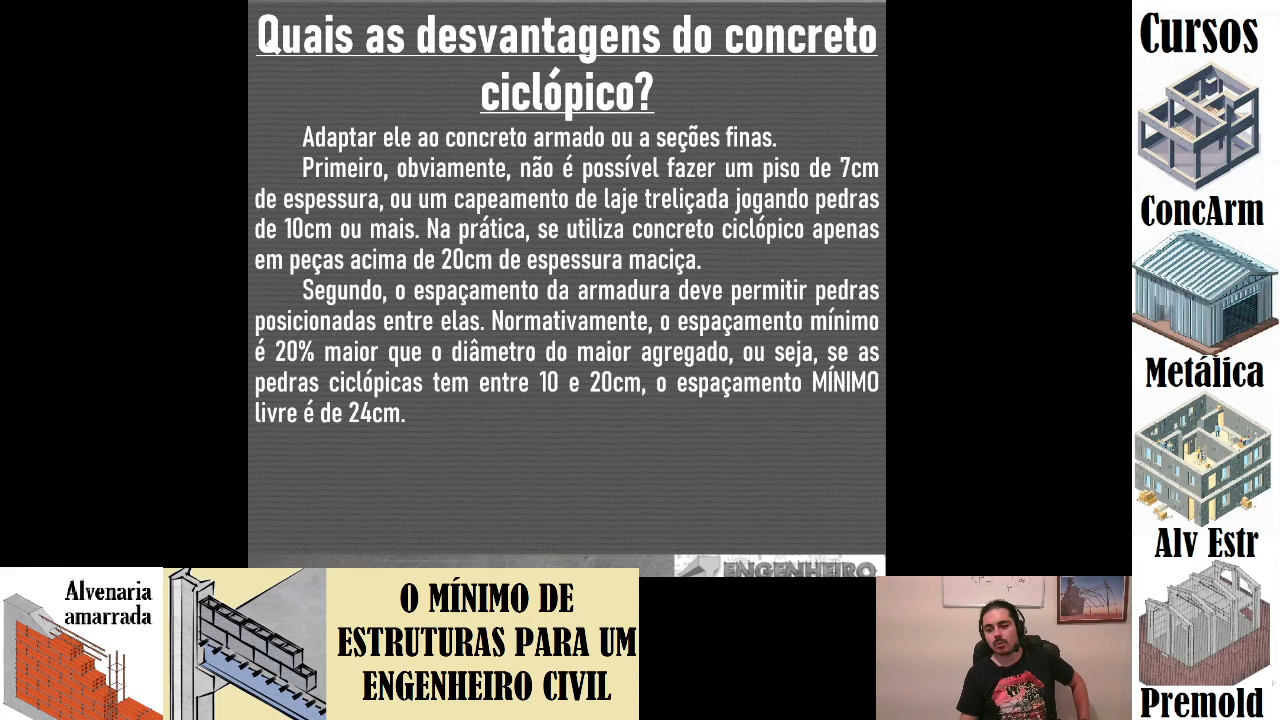 Quais as desvantagens do concreto
ciclópico?
Adaptar ele ao concreto armado ou a seções finas.
Primeiro, obviamente, não é possível fazer um piso de 7cm
de espessura, ou um capeamento de laje treliçada jogando pedras
de 10cm ou mais. Na prática, se utiliza concreto ciclópico apenas
em peças acima de 20cm de espessura maciça.
Segundo, o espaçamento da armadura deve permitir pedras
posicionadas entre elas. Normativamente, o espaçamento mínimo
é 20% maior que o diâmetro do maior agregado, ou seja, se as
pedras ciclópicas tem entre 10 e 20cm, o espaçamento MÍNIMO
livre é de 24cm.
ENGENHEIRO
Cursos
ConcArm
Metálica
Alv Estr
Premold
Alvenaria
amarrada
O MÍNIMO DE
ESTRUTURAS PARA UM
ENGENHEIRO CIVIL